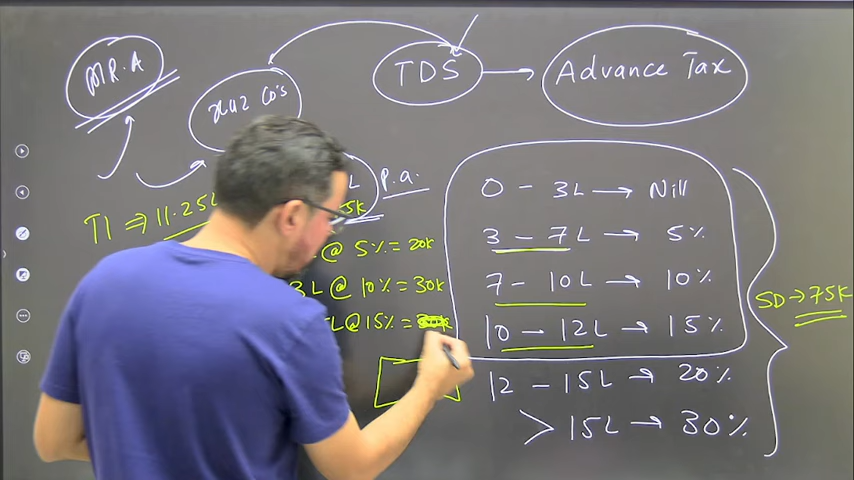 MR.A
xyz Co's
TDS
Advance Tax
L p.a.
5k
TI ⇒ 11.25L
@ 5% = 20k
3L @ 10% = 30k
L @ 15% =
0 - 3L → Nill
3 - 7L → 5%
7 - 10L → 10%
10 - 12L → 15%
12 - 15L → 20%
> 15L → 30%
SD → 75k